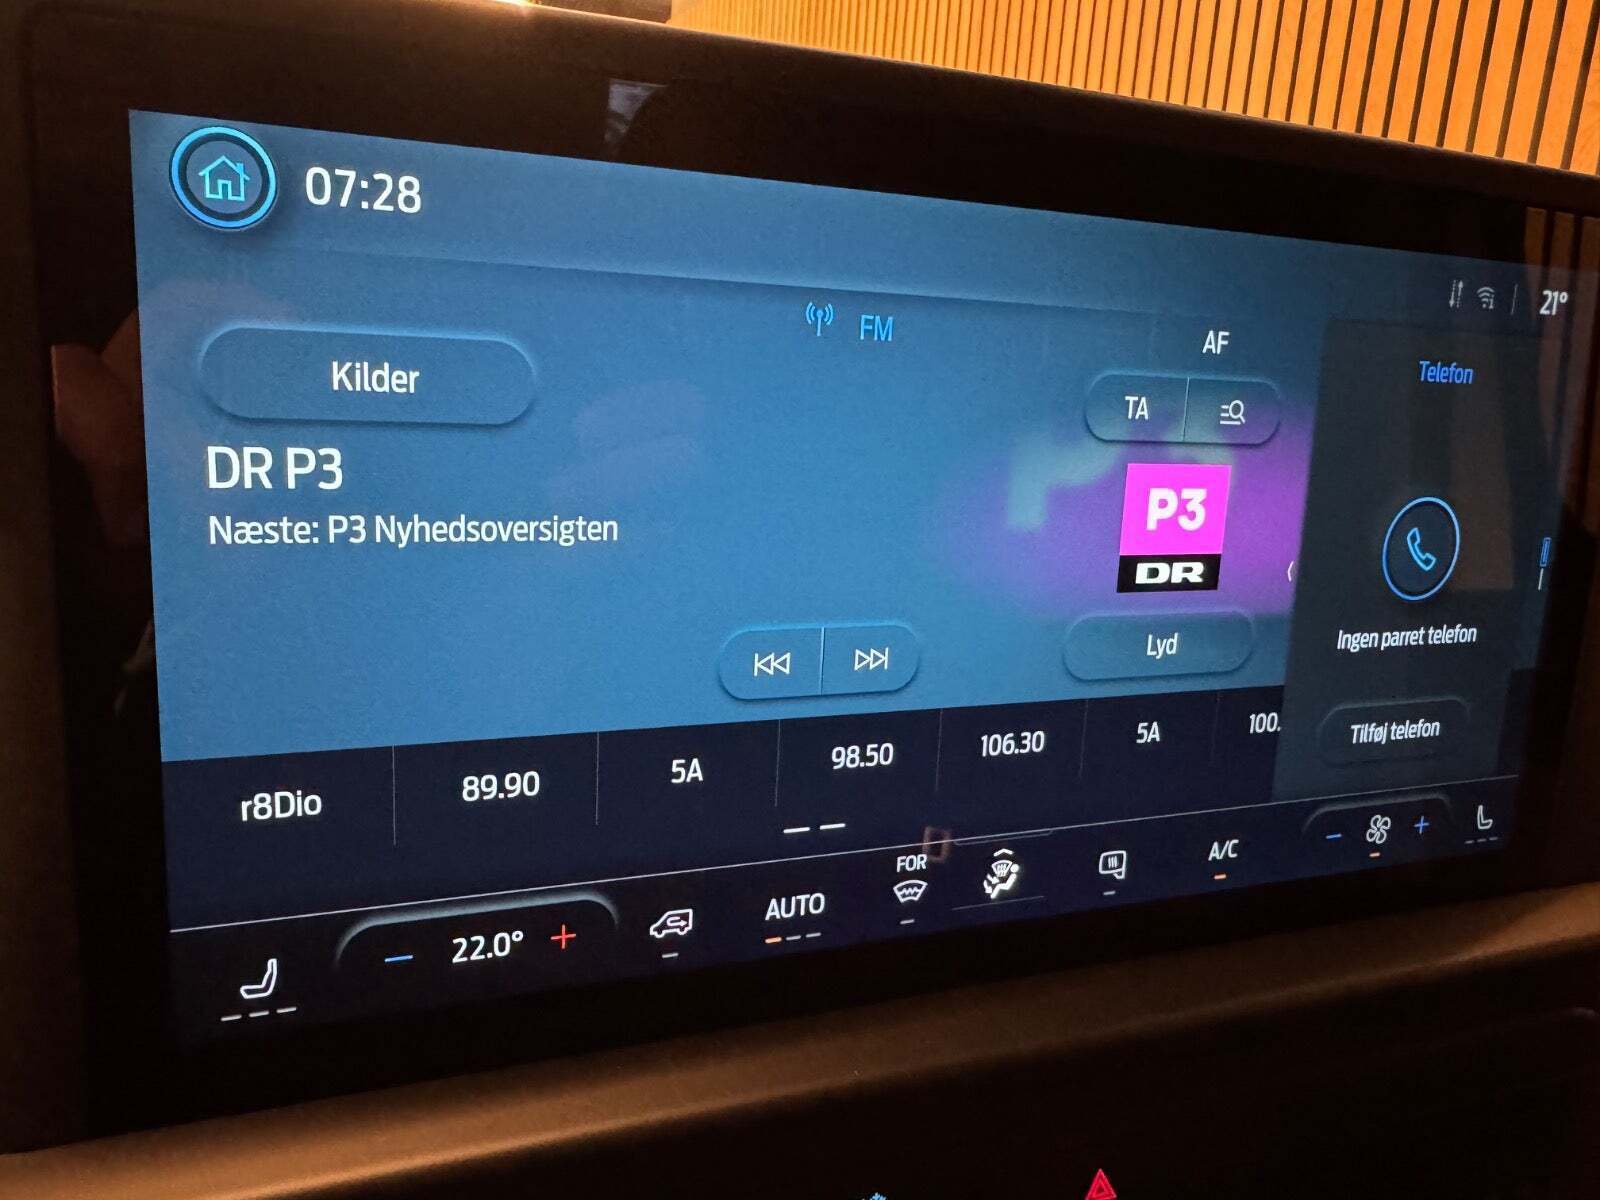 07:28
21°
FM
AF
Kilder
TA
Telefon
DR P3
Næste: P3 Nyhedsoversigten
P3
DR
Lyd
Ingen parret telefon
Tilføj telefon
r8Dio
89.90
5A
98.50
106.30
5A
100.
22.0°
AUTO
FOR
A/C